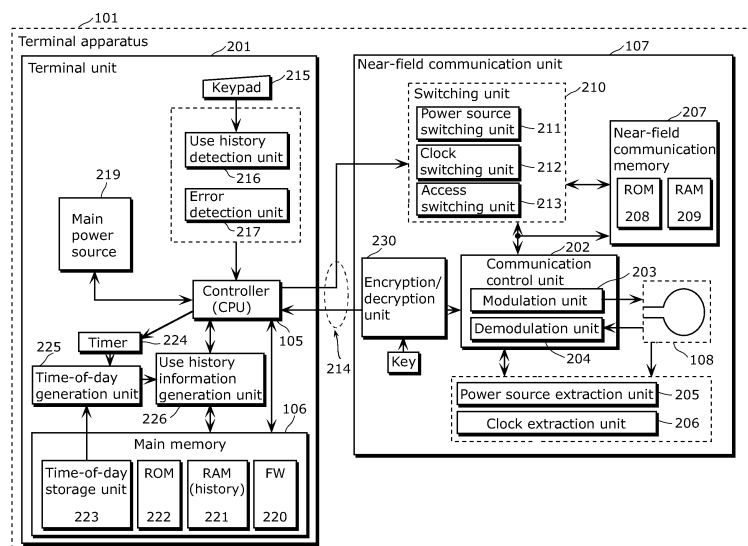 101
Terminal apparatus
201
Terminal unit
Keypad
215
Use history
detection unit
216
Error
detection unit
217
219
Main
power
source
Controller
(CPU)
105
Timer
224
225
Time-of-day
generation unit
Use history
information
generation unit
226
106
Main memory
Time-of-day
storage unit
223
ROM
222
RAM
(history)
221
FW
220
214
107
Near-field communication unit
Switching unit
210
Power source
switching unit
211
Clock
switching unit
212
Access
switching unit
213
207
Near-field
communication
memory
ROM
208
RAM
209
230
Encryption/
decryption
unit
Key
202
Communication
control unit
203
Modulation unit
Demodulation unit
204
108
Power source extraction unit
205
Clock extraction unit
206